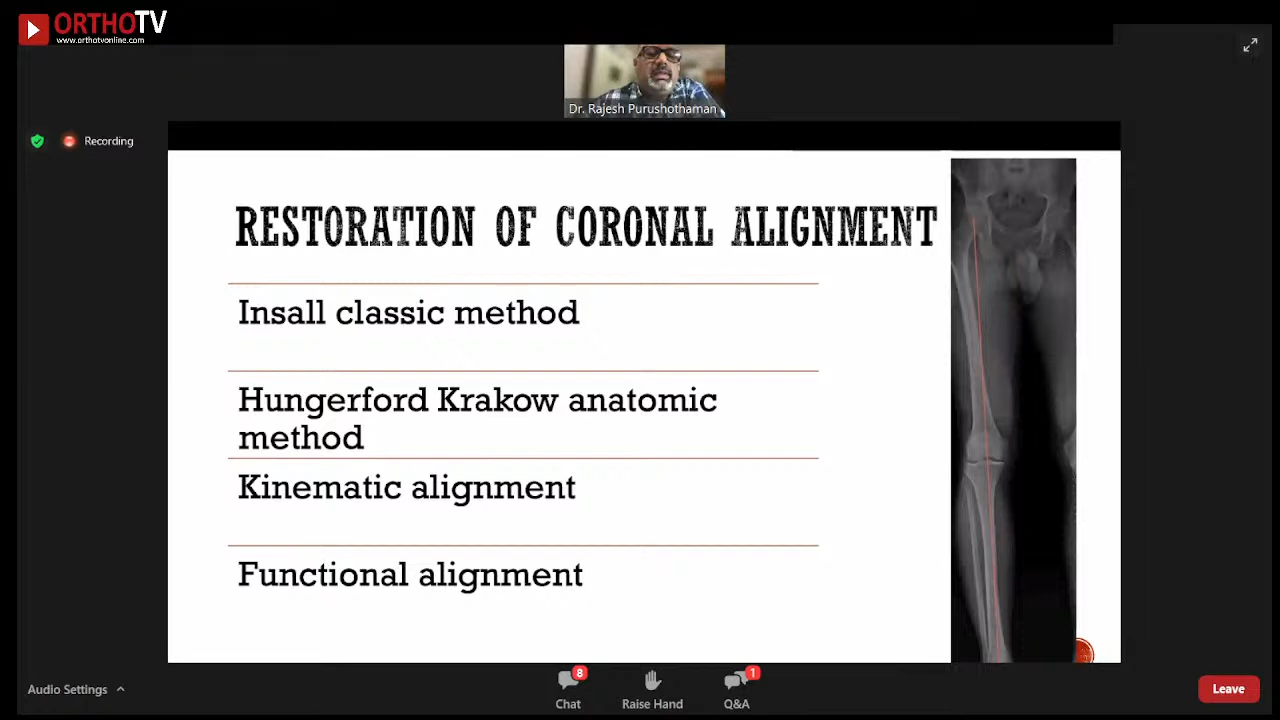 ORTHOTV
www.orthotvonline.com
Dr. Rajesh Purushothaman
Recording
RESTORATION OF CORONAL ALIGNMENT
Insall classic method
Hungerford Krakow anatomic
method
Kinematic alignment
Functional alignment
Audio Settings
8
Chat
Raise Hand
1
Q&A
Leave